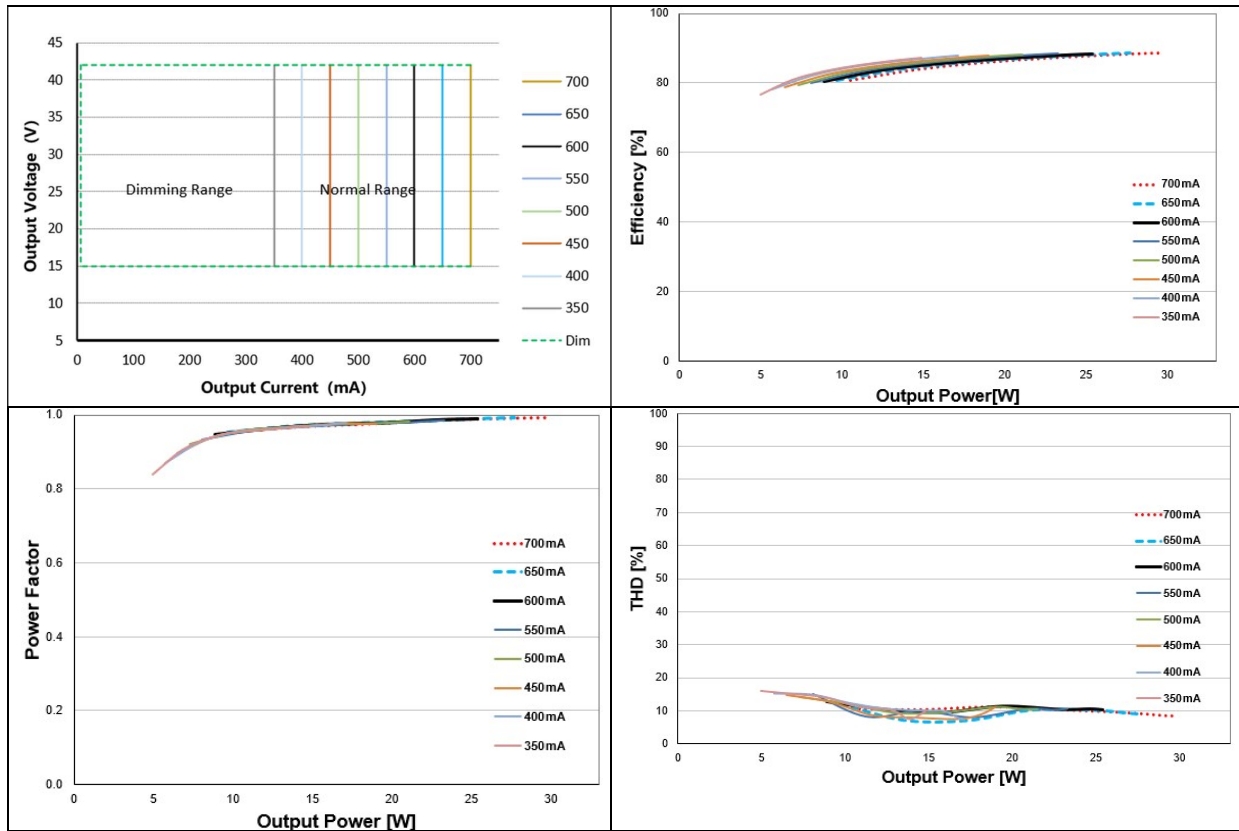 45
40
35
30
25
20
15
10
5
0 100 200 300 400 500 600 700
Output Voltage (V)
Output Current (mA)
Dimming Range
Normal Range
700
650
600
550
500
450
400
350
Dim
100
80
60
40
20
0
0 5 10 15 20 25 30
Efficiency [%]
Output Power[W]
700mA
650mA
600mA
550mA
500mA
450mA
400mA
350mA
1.0
0.8
0.6
0.4
0.2
0.0
0 5 10 15 20 25 30
Power Factor
Output Power [W]
700mA
650mA
600mA
550mA
500mA
450mA
400mA
350mA
100
90
80
70
60
50
40
30
20
10
0
0 5 10 15 20 25 30
THD [%]
Output Power [W]
700mA
650mA
600mA
550mA
500mA
450mA
400mA
350mA